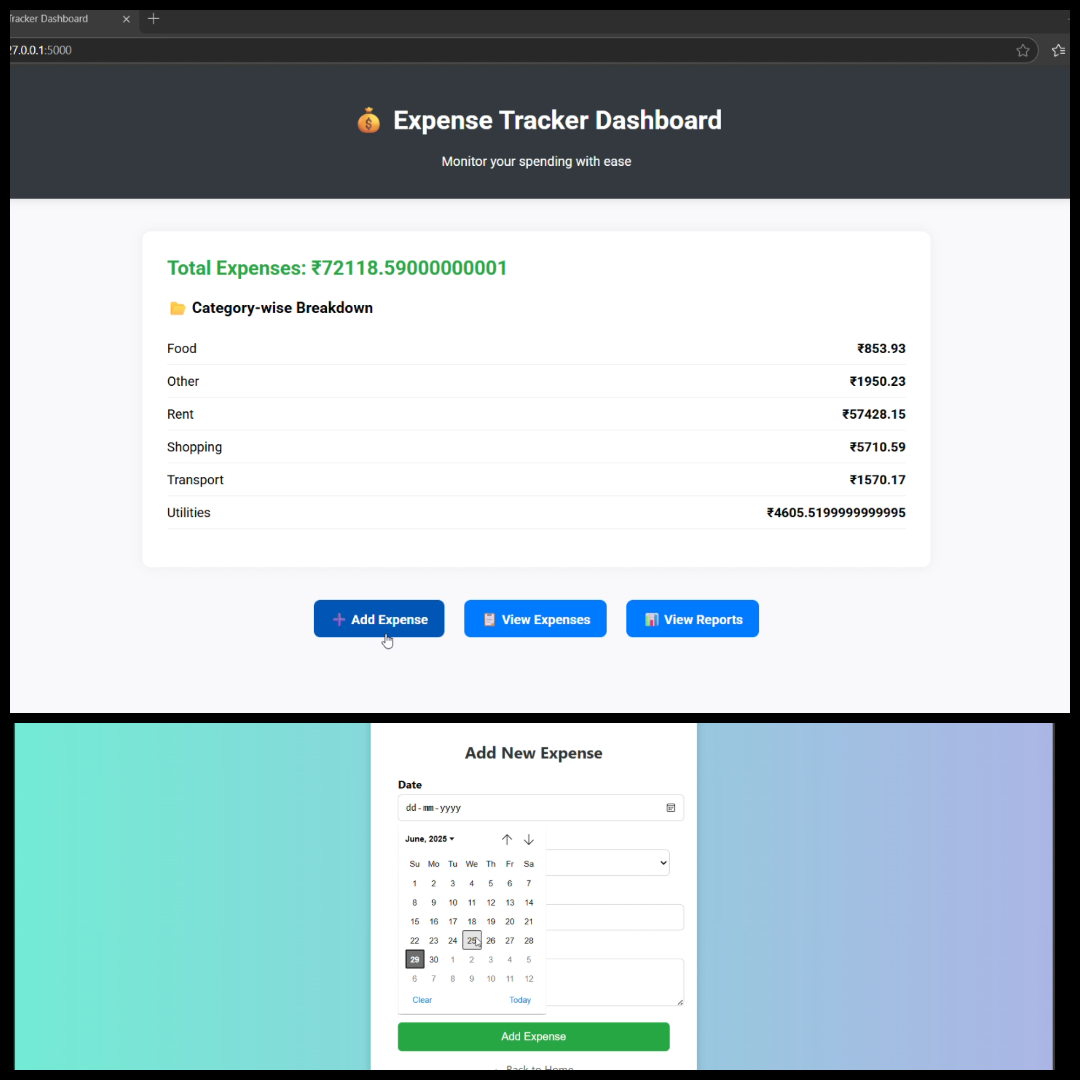 Tracker Dashboard
27.0.0.1:5000
Expense Tracker Dashboard
Monitor your spending with ease
Total Expenses: ₹72118.59000000001
Category-wise Breakdown
Food ₹853.93
Other ₹1950.23
Rent ₹57428.15
Shopping ₹5710.59
Transport ₹1570.17
Utilities ₹4605.5199999999995
Add Expense View Expenses View Reports
Add New Expense
Date
dd-mm-yyyy
June, 2025
Su Mo Tu We Th Fr Sa
1 2 3 4 5 6 7
8 9 10 11 12 13 14
15 16 17 18 19 20 21
22 23 24 25 26 27 28
29 30 1 2 3 4 5
6 7 8 9 10 11 12
Clear Today
Add Expense
Back to Home